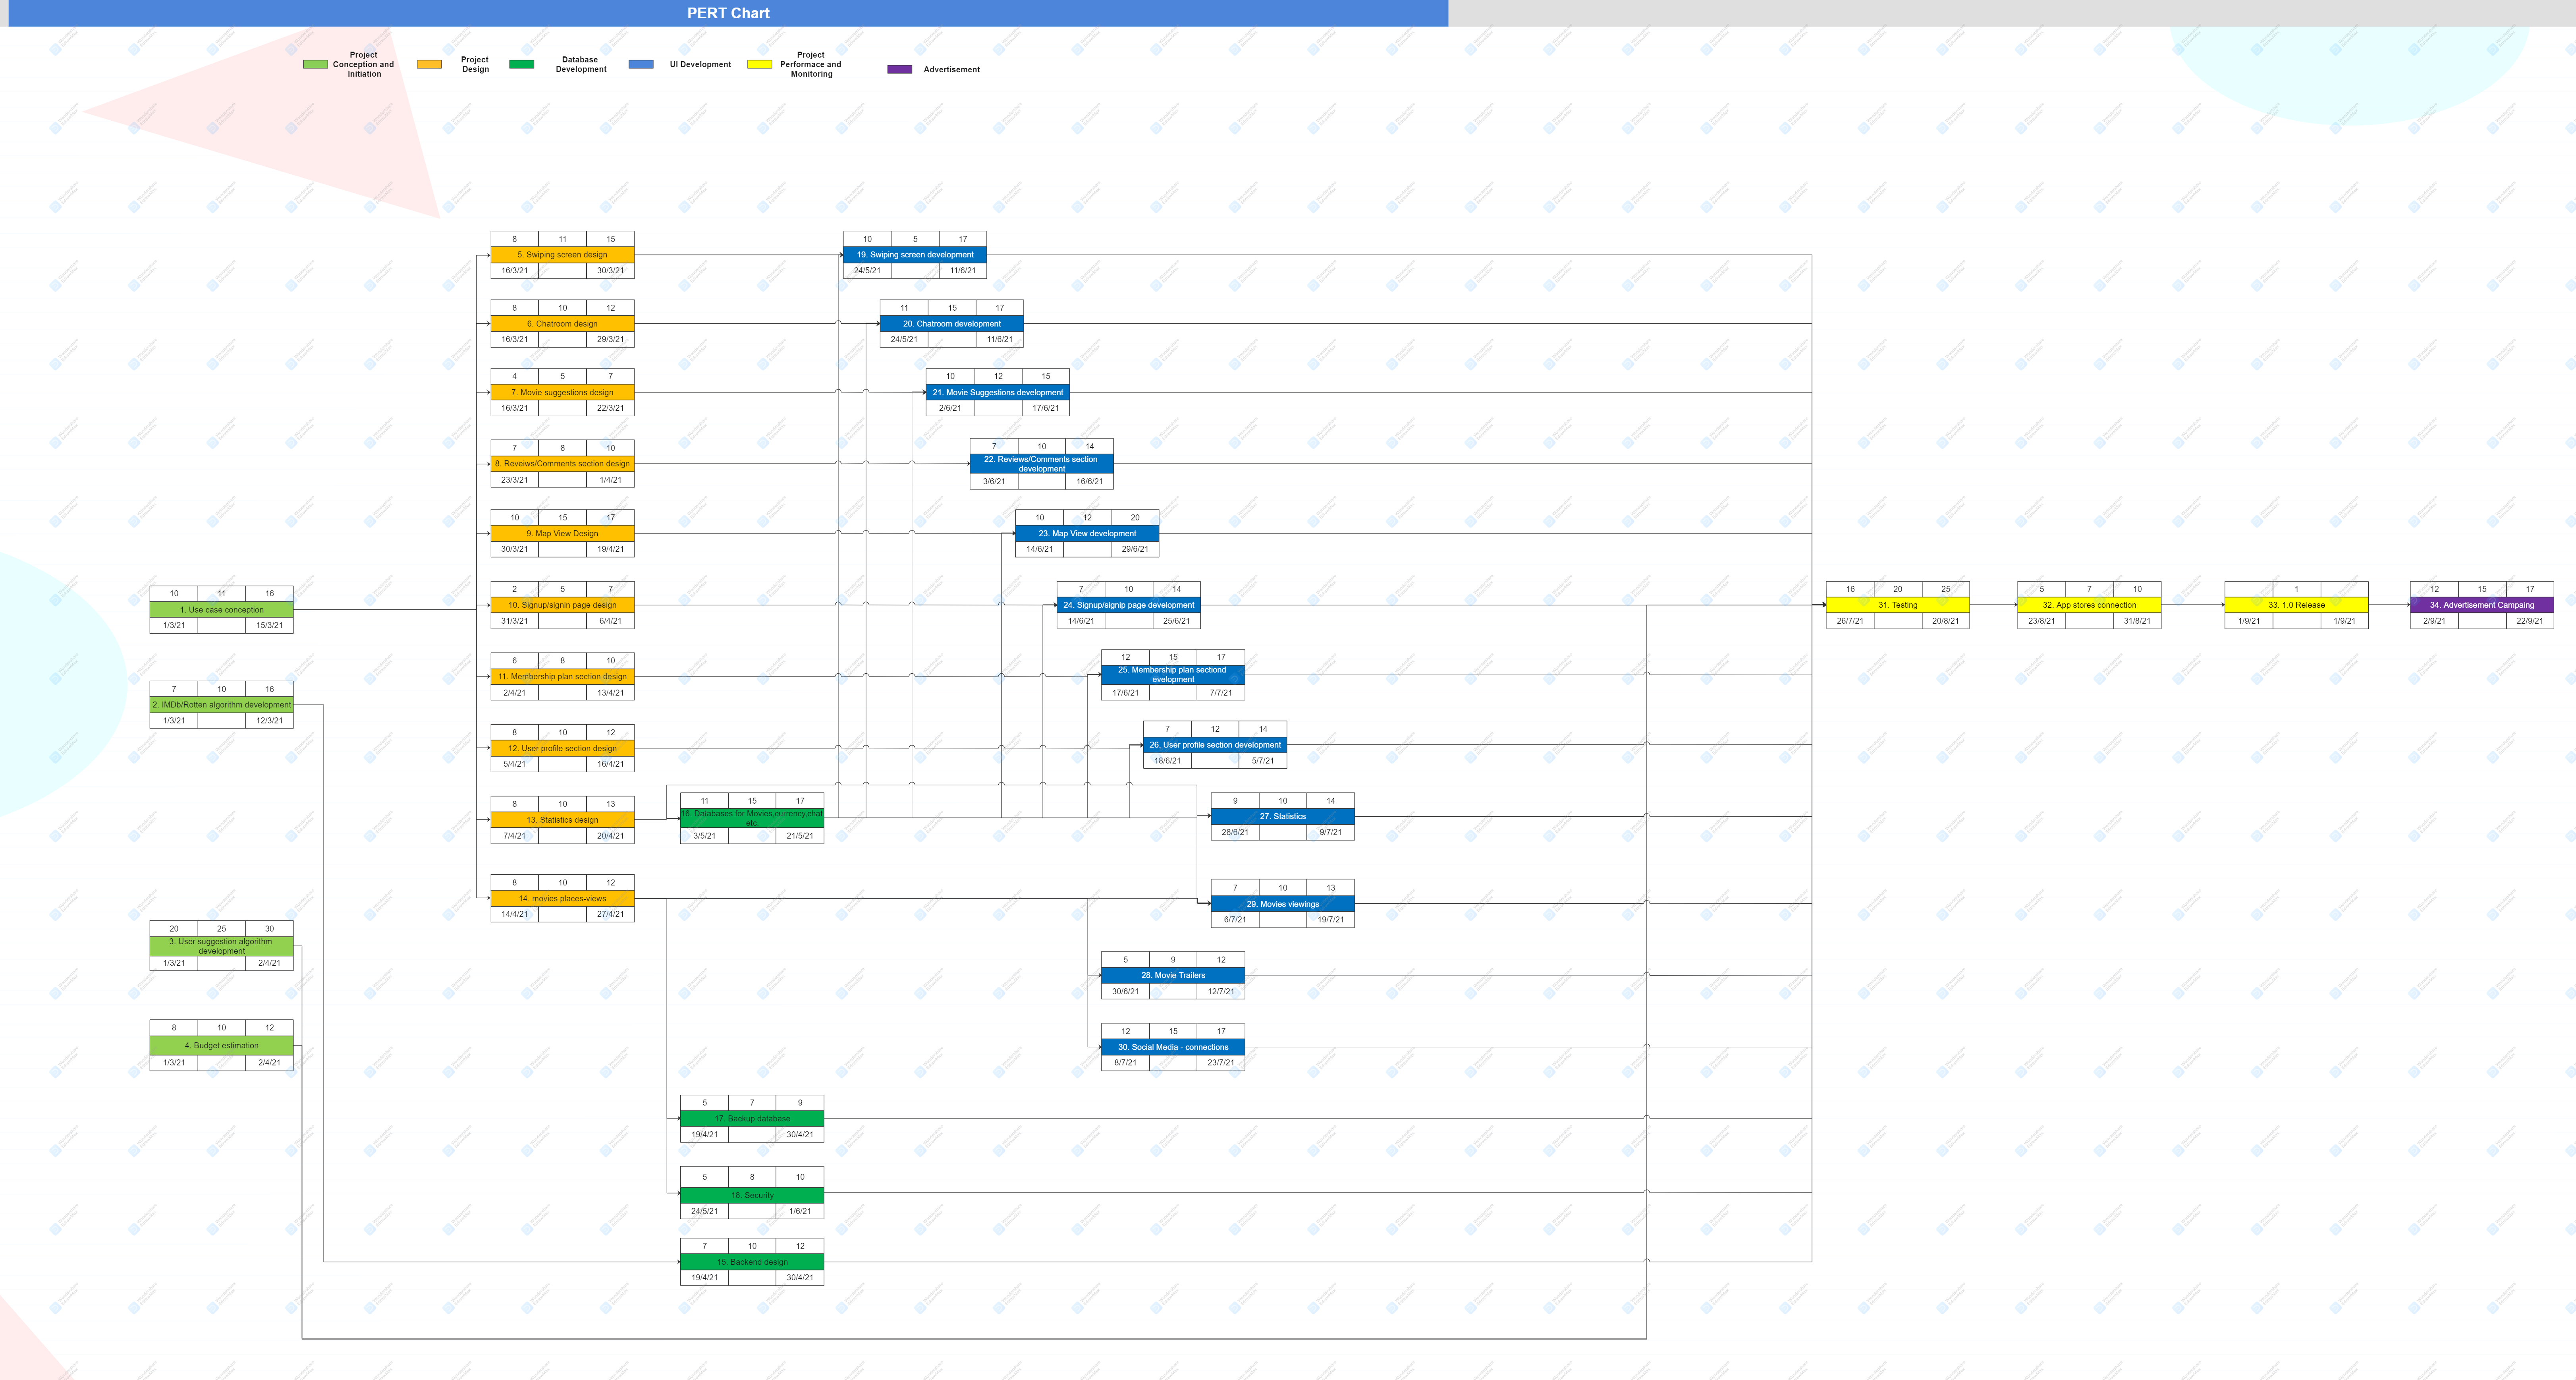 PERT Chart
Project
Conception and
Initiation
Project
Design
Database
Development
UI Development
Project
Performace and
Monitoring
Advertisement
8 11 15
5. Swiping screen design
16/3/21 30/3/21
10 5 17
19. Swiping screen development
24/5/21 11/6/21
8 10 12
6. Chatroom design
16/3/21 29/3/21
11 15 17
20. Chatroom development
24/5/21 11/6/21
4 5 7
7. Movie suggestions design
16/3/21 22/3/21
10 12 15
21. Movie Suggestions development
2/6/21 17/6/21
7 8 10
8. Reveiws/Comments section design
23/3/21 1/4/21
7 10 14
22. Reviews/Comments section
development
3/6/21 16/6/21
10 15 17
9. Map View Design
30/3/21 19/4/21
10 12 20
23. Map View development
14/6/21 29/6/21
10 11 16
1. Use case conception
1/3/21 15/3/21
2 5 7
10. Signup/signin page design
31/3/21 6/4/21
7 10 14
24. Signup/signip page development
14/6/21 25/6/21
16 20 25
31. Testing
26/7/21 20/8/21
5 7 10
32. App stores connection
23/8/21 31/8/21
1
33. 1.0 Release
1/9/21 1/9/21
12 15 17
34. Advertisement Campaing
2/9/21 22/9/21
7 10 16
2. IMDb/Rotten algorithm development
1/3/21 12/3/21
6 8 10
11. Membership plan section design
2/4/21 13/4/21
12 15 17
25. Membership plan sectiond
evelopment
17/6/21 7/7/21
8 10 12
12. User profile section design
5/4/21 16/4/21
7 12 14
26. User profile section development
18/6/21 5/7/21
8 10 13
13. Statistics design
7/4/21 20/4/21
11 15 17
16. Databases for Movies,currency,chat
etc.
3/5/21 21/5/21
9 10 14
27. Statistics
28/6/21 9/7/21
8 10 12
14. movies places-views
14/4/21 27/4/21
7 10 13
29. Movies viewings
6/7/21 19/7/21
20 25 30
3. User suggestion algorithm
development
1/3/21 2/4/21
5 9 12
28. Movie Trailers
30/6/21 12/7/21
8 10 12
4. Budget estimation
1/3/21 2/4/21
12 15 17
30. Social Media - connections
8/7/21 23/7/21
5 7 9
17. Backup database
19/4/21 30/4/21
5 8 10
18. Security
24/5/21 1/6/21
7 10 12
15. Backend design
19/4/21 30/4/21